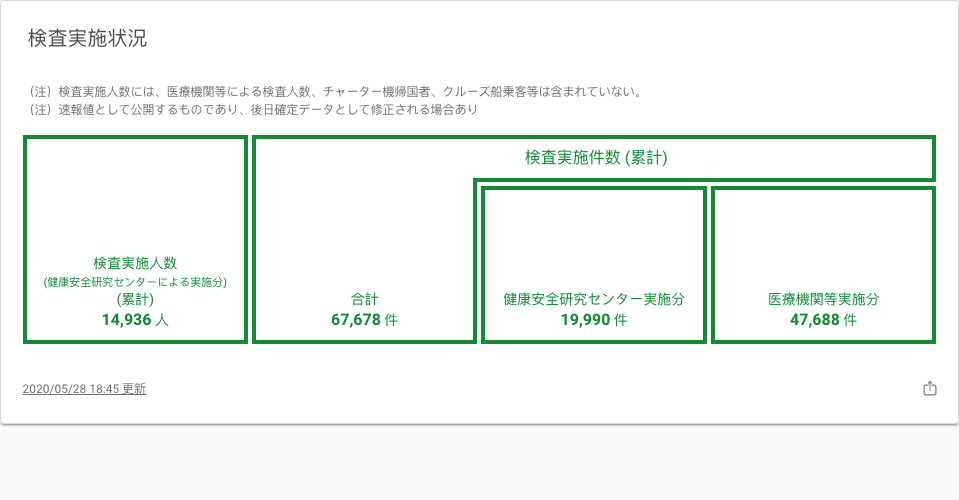 検査実施状況
（注）検査実施人数には、医療機関等による検査人数、チャーター機帰国者、クルーズ船乗客等は含まれていない。
（注）速報値として公開するものであり、後日確定データとして修正される場合あり
検査実施人数
(健康安全研究センターによる実施分)
(累計)
14,936 人
検査実施件数 (累計)
合計
67,678 件
健康安全研究センター実施分
19,990 件
医療機関等実施分
47,688 件
2020/05/28 18:45 更新